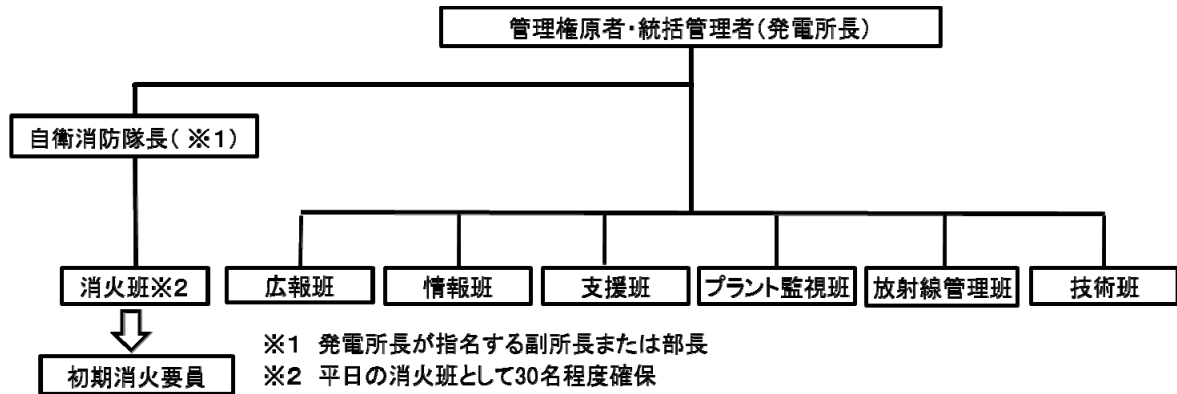 管理権原者・統括管理者(発電所長)
自衛消防隊長(※1)
消火班※2
広報班
情報班
支援班
プラント監視班
放射線管理班
技術班
初期消火要員
※1 発電所長が指名する副所長または部長
※2 平日の消火班として30名程度確保